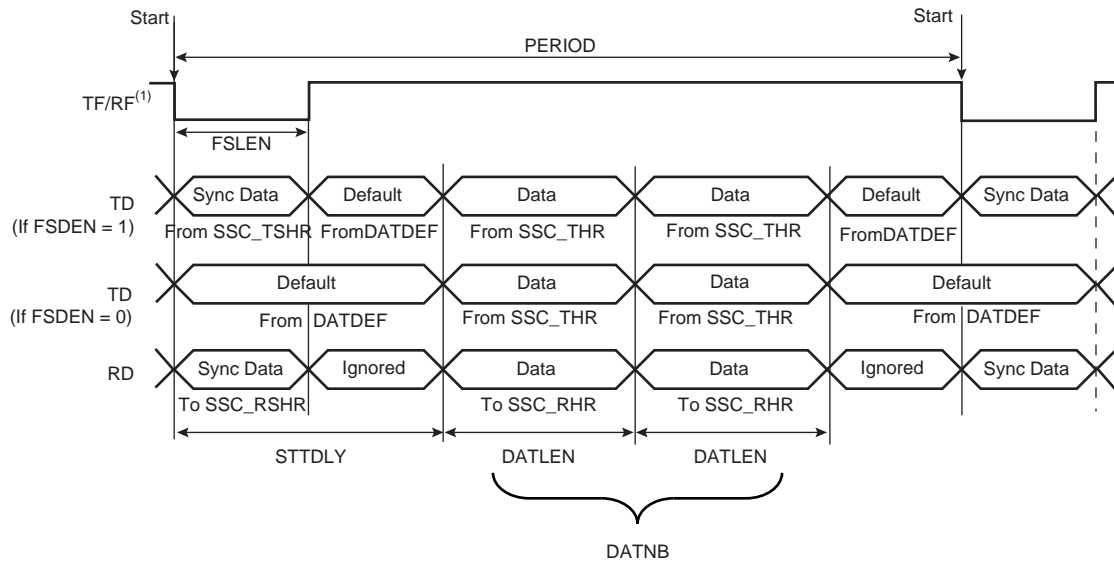 Start
Start
PERIOD
TF/RF(1)
FSLEN
TD
(If FSDEN = 1)
Sync Data
Default
Data
Data
Default
Sync Data
From SSC_TSHR
FromDATDEF
From SSC_THR
From SSC_THR
FromDATDEF
TD
(If FSDEN = 0)
Default
Data
Data
Default
From DATDEF
From SSC_THR
From SSC_THR
From DATDEF
RD
Sync Data
Ignored
Data
Data
Ignored
Sync Data
To SSC_RSHR
To SSC_RHR
To SSC_RHR
STTDLY
DATLEN
DATLEN
DATNB